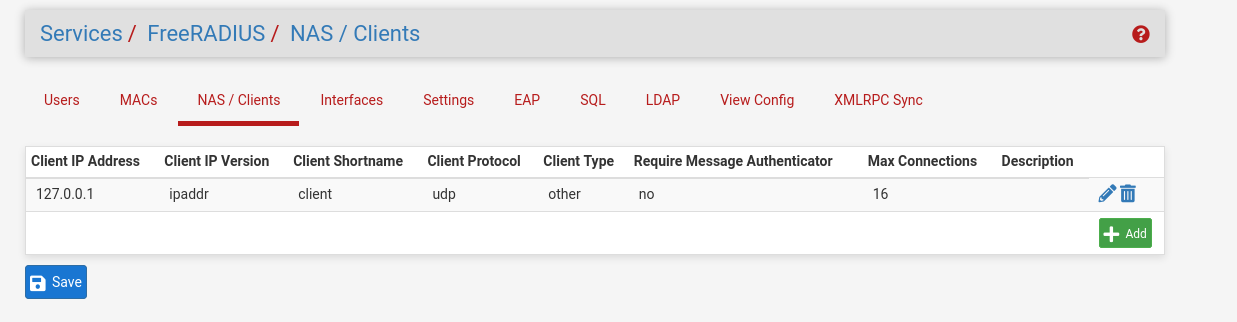 Services / FreeRADIUS / NAS / Clients ?
Users MACs NAS / Clients Interfaces Settings EAP SQL LDAP View Config XMLRPC Sync
Client IP Address Client IP Version Client Shortname Client Protocol Client Type Require Message Authenticator Max Connections Description
127.0.0.1 ipaddr client udp other no 16
Add
Save